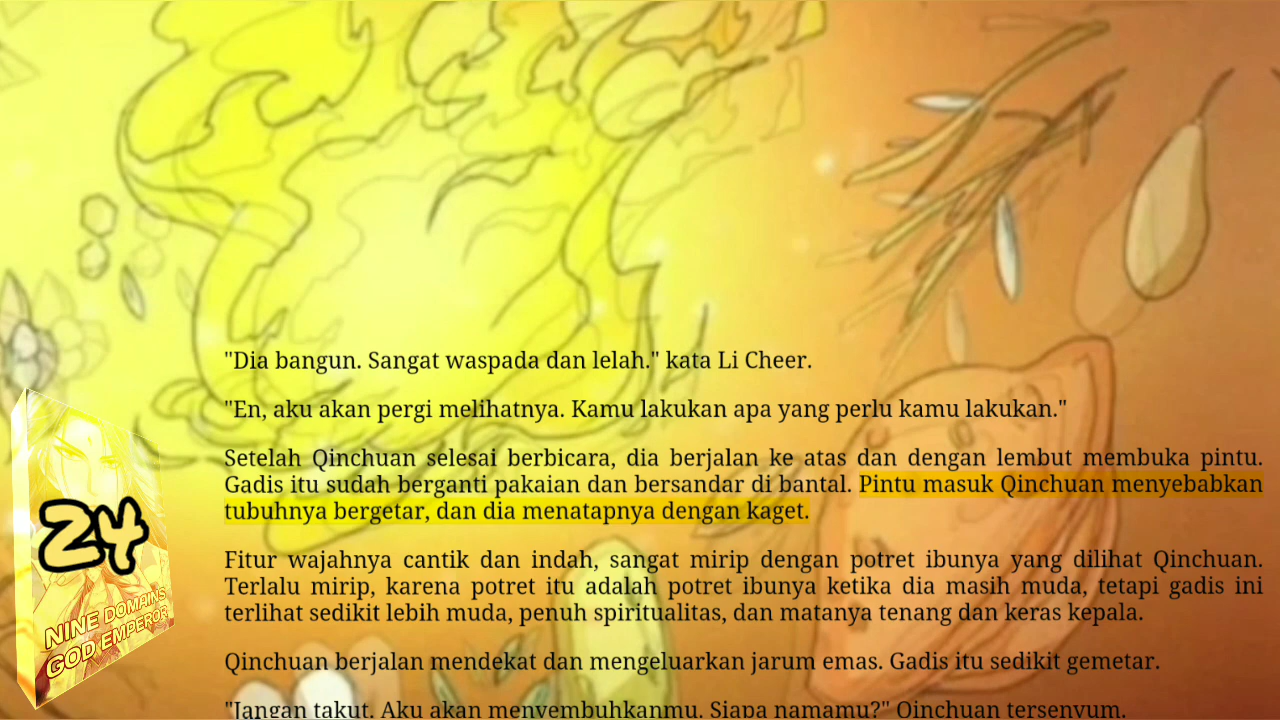 "Dia bangun. Sangat waspada dan lelah." kata Li Cheer.
"En, aku akan pergi melihatnya. Kamu lakukan apa yang perlu kamu lakukan."
Setelah Qinchuan selesai berbicara, dia berjalan ke atas dan dengan lembut membuka pintu.
Gadis itu sudah berganti pakaian dan bersandar di bantal. Pintu masuk Qinchuan menyebabkan
tubuhnya bergetar, dan dia menatapnya dengan kaget.
Fitur wajahnya cantik dan indah, sangat mirip dengan potret ibunya yang dilihat Qinchuan.
Terlalu mirip, karena potret itu adalah potret ibunya ketika dia masih muda, tetapi gadis ini
terlihat sedikit lebih muda, penuh spiritualitas, dan matanya tenang dan keras kepala.
Qinchuan berjalan mendekat dan mengeluarkan jarum emas. Gadis itu sedikit gemetar.
"Jangan takut. Aku akan menyembuhkanmu. Siapa namamu?" Qinchuan tersenyum.
24
NINE DOMAINS
GOD EMPEROR